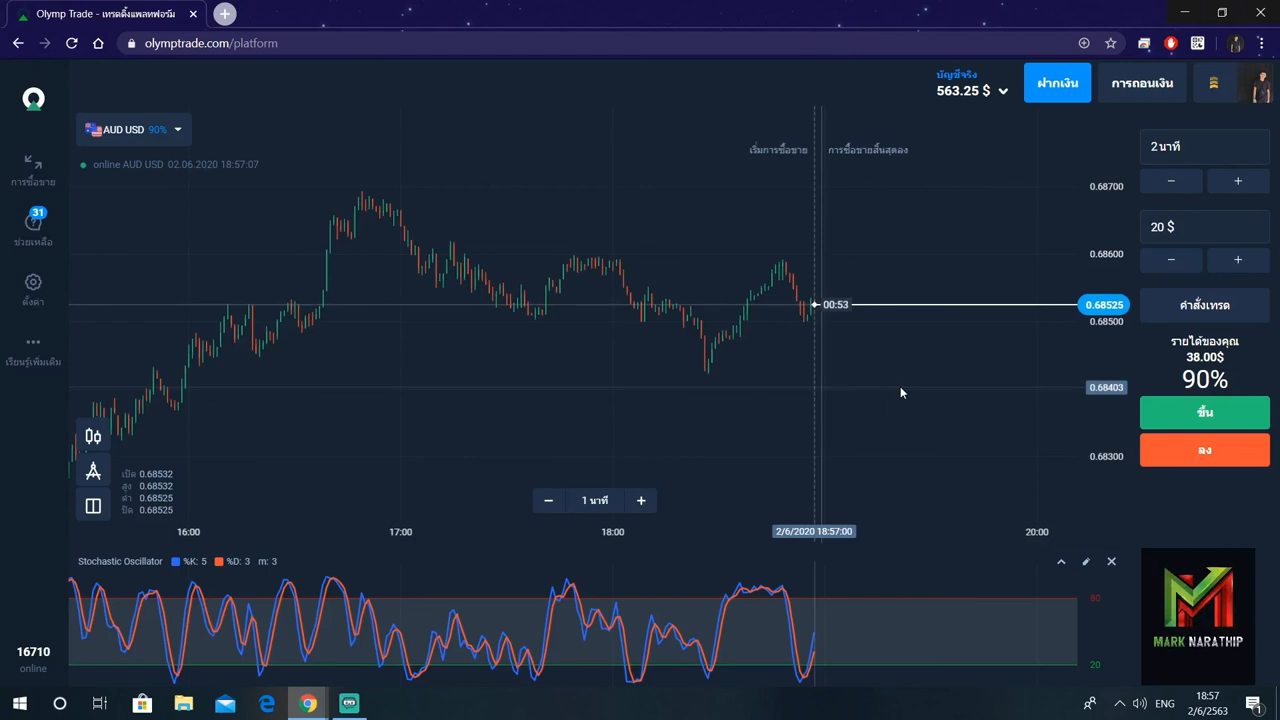 Olymp Trade - เทรดดิ้งแพลทฟอร์ม
olymptrade.com/platform
บัญชีจริง
563.25 $
ฝากเงิน
การถอนเงิน
AUD USD 90%
online AUD USD 02.06.2020 18:57:07
เริ่มการซื้อขาย
การซื้อขายสิ้นสุดลง
2 นาที
การซื้อขาย
31
ช่วยเหลือ
ตั้งค่า
เรียนรู้เพิ่มเติม
20 $
0.68700
0.68600
00:53
0.68525
0.68500
0.68403
0.68300
คำสั่งเทรด
รายได้ของคุณ
38.00$
90%
ขึ้น
ลง
เปิด 0.68532
สูง 0.68532
ต่ำ 0.68525
ปิด 0.68525
1 นาที
16:00
17:00
18:00
2/6/2020 18:57:00
20:00
Stochastic Oscillator %K: 5 %D: 3 m: 3
80
20
MARK NARATHIP
16710
online
ENG
18:57
2/6/2563
1